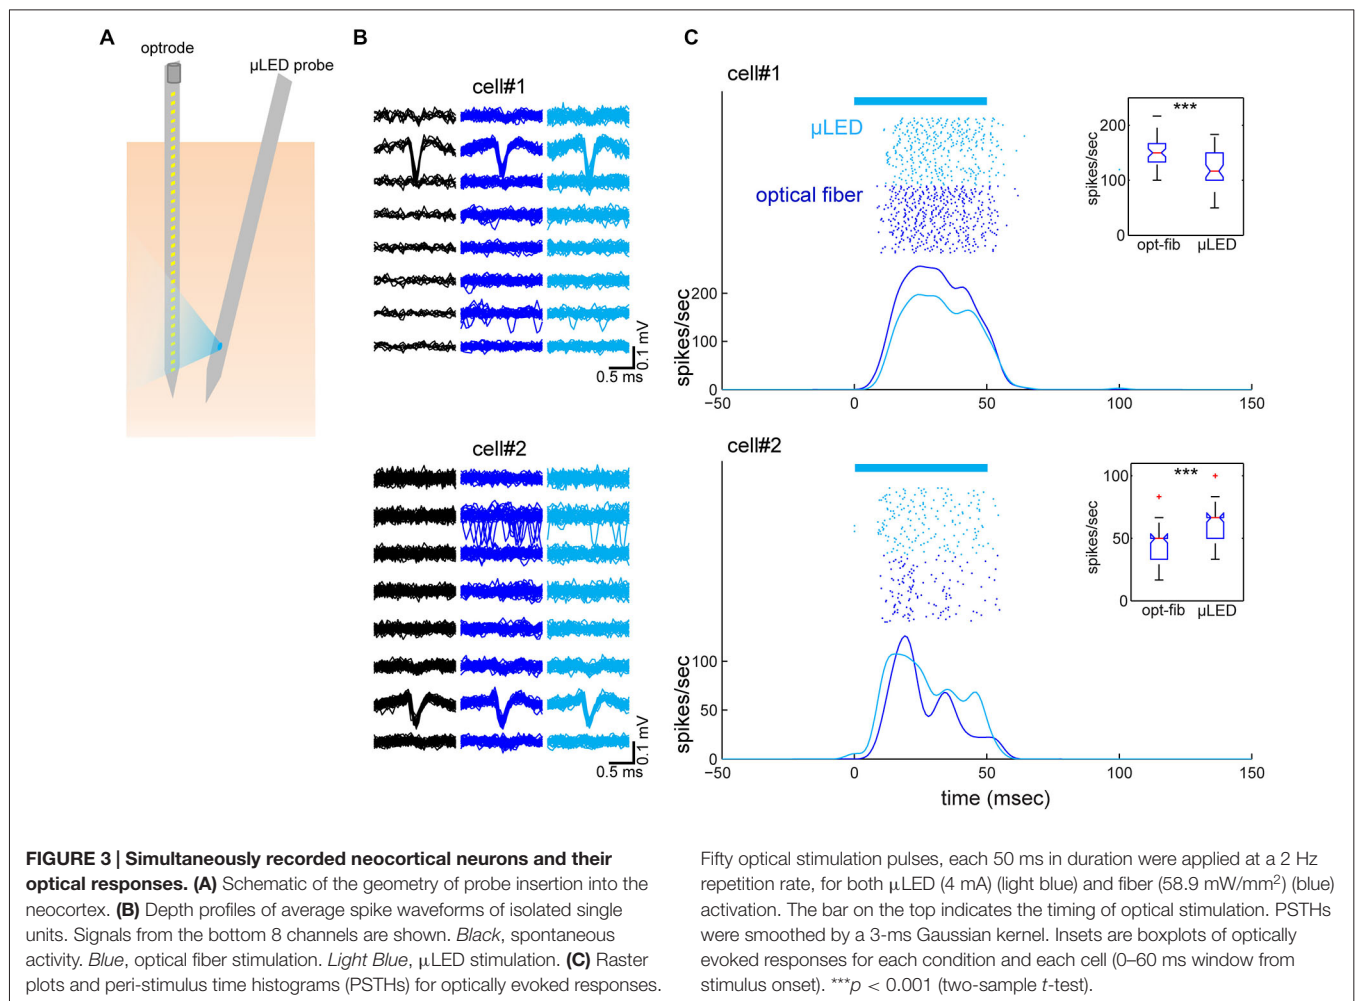 A
optrode
µLED probe
B
cell#1
0.1 mV
0.5 ms
cell#2
0.1 mV
0.5 ms
C
cell#1
µLED
optical fiber
spikes/sec
200
100
0
−50
0
50
100
150
***
spikes/sec
200
100
0
opt-fib
µLED
cell#2
spikes/sec
100
50
0
−50
0
50
100
150
time (msec)
***
spikes/sec
100
50
0
opt-fib
µLED
FIGURE 3 | Simultaneously recorded neocortical neurons and their
optical responses. (A) Schematic of the geometry of probe insertion into the
neocortex. (B) Depth profiles of average spike waveforms of isolated single
units. Signals from the bottom 8 channels are shown. Black, spontaneous
activity. Blue, optical fiber stimulation. Light Blue, µLED stimulation. (C) Raster
plots and peri-stimulus time histograms (PSTHs) for optically evoked responses.
Fifty optical stimulation pulses, each 50 ms in duration were applied at a 2 Hz
repetition rate, for both µLED (4 mA) (light blue) and fiber (58.9 mW/mm²) (blue)
activation. The bar on the top indicates the timing of optical stimulation. PSTHs
were smoothed by a 3-ms Gaussian kernel. Insets are boxplots of optically
evoked responses for each condition and each cell (0–60 ms window from
stimulus onset). ***p < 0.001 (two-sample t-test).